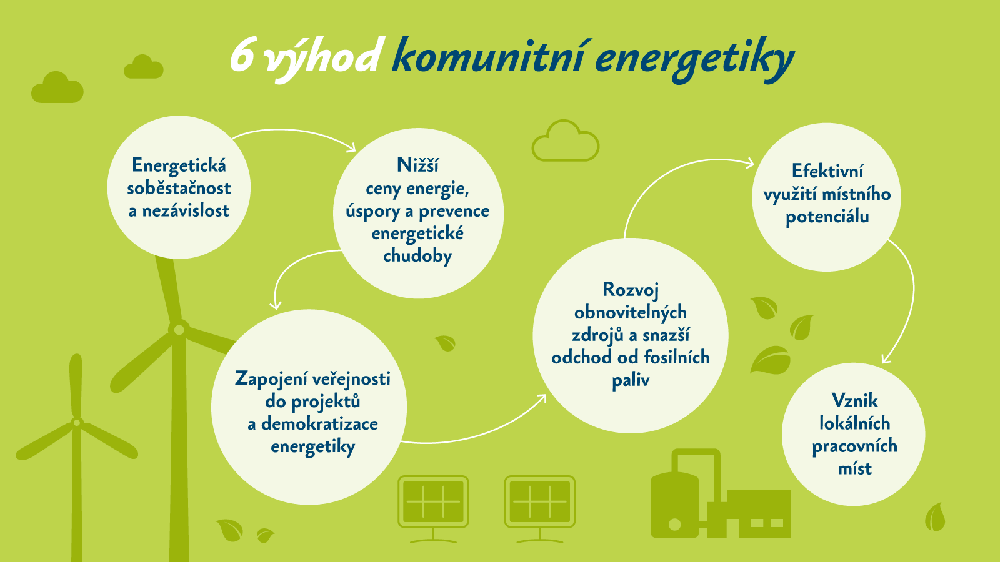 6 výhod komunitní energetiky
Energetická
soběstačnost
a nezávislost
Nižší
ceny energie,
úspory a prevence
energetické
chudoby
Zapojení veřejnosti
do projektů
a demokratizace
energetiky
Rozvoj
obnovitelných
zdrojů a snazší
odchod od fosilních
paliv
Efektivní
využití místního
potenciálu
Vznik
lokálních
pracovních
míst